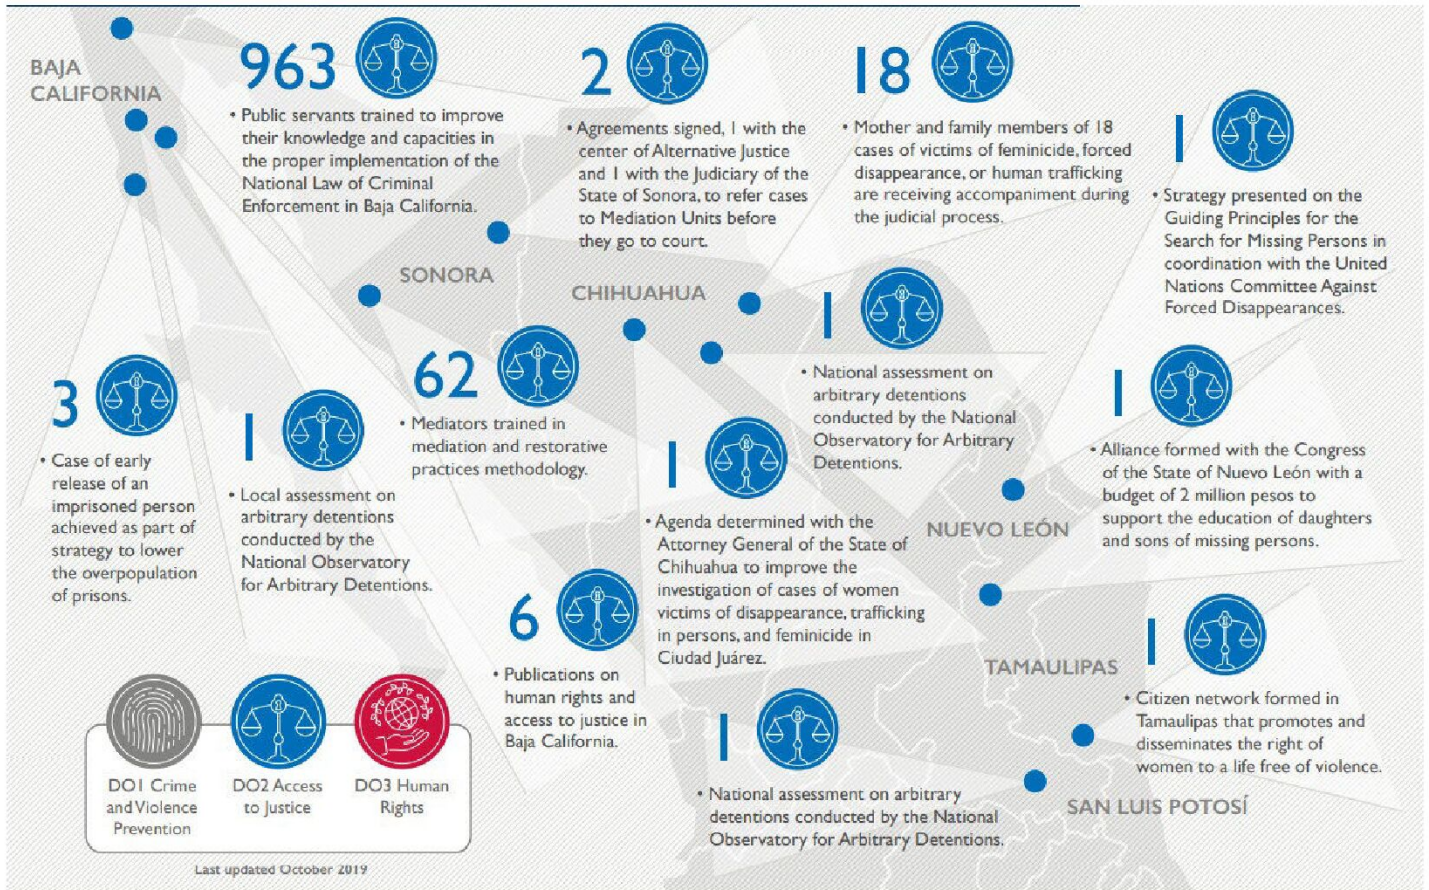 BAJA
CALIFORNIA
963
• Public servants trained to improve
their knowledge and capacities in
the proper implementation of the
National Law of Criminal
Enforcement in Baja California.
2
• Agreements signed, 1 with the
center of Alternative Justice
and 1 with the Judiciary of the
State of Sonora, to refer cases
to Mediation Units before
they go to court.
18
• Mother and family members of 18
cases of victims of feminicide, forced
disappearance, or human trafficking
are receiving accompaniment during
the judicial process.
1
• Strategy presented on the
Guiding Principles for the
Search for Missing Persons in
coordination with the United
Nations Committee Against
Forced Disappearances.
SONORA
CHIHUAHUA
3
• Case of early
release of an
imprisoned person
achieved as part of
strategy to lower
the overpopulation
of prisons.
1
• Local assessment on
arbitrary detentions
conducted by the
National Observatory
for Arbitrary Detentions.
62
• Mediators trained in
mediation and restorative
practices methodology.
1
• National assessment on
arbitrary detentions
conducted by the National
Observatory for Arbitrary
Detentions.
1
• Alliance formed with the Congress
of the State of Nuevo León with a
budget of 2 million pesos to
support the education of daughters
and sons of missing persons.
1
• Agenda determined with the
Attorney General of the State of
Chihuahua to improve the
investigation of cases of women
victims of disappearance, trafficking
in persons, and feminicide in
Ciudad Juárez.
NUEVO LEÓN
6
• Publications on
human rights and
access to justice in
Baja California.
TAMAULIPAS
1
• Citizen network formed in
Tamaulipas that promotes and
disseminates the right of
women to a life free of violence.
1
• National assessment on arbitrary
detentions conducted by the National
Observatory for Arbitrary Detentions.
SAN LUIS POTOSÍ
DO1 Crime
and Violence
Prevention
DO2 Access
to Justice
DO3 Human
Rights
Last updated October 2019